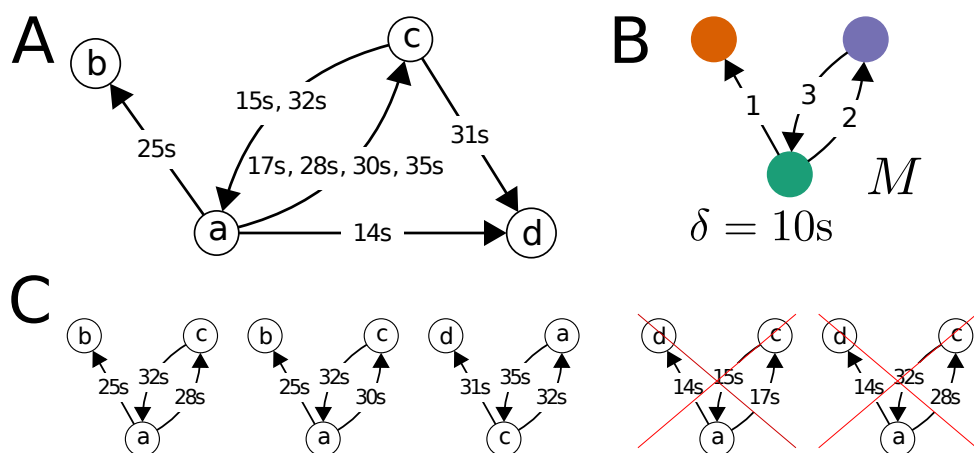 A
b
c
15s, 32s
25s
17s, 28s, 30s, 35s
31s
a
14s
d
B
1
3
2
M
δ = 10s
C
b c
25s 32s 28s
a
b c
25s 32s 30s
a
d a
31s 35s 32s
c
d c
14s 15s 17s
a
d c
14s 32s 28s
a